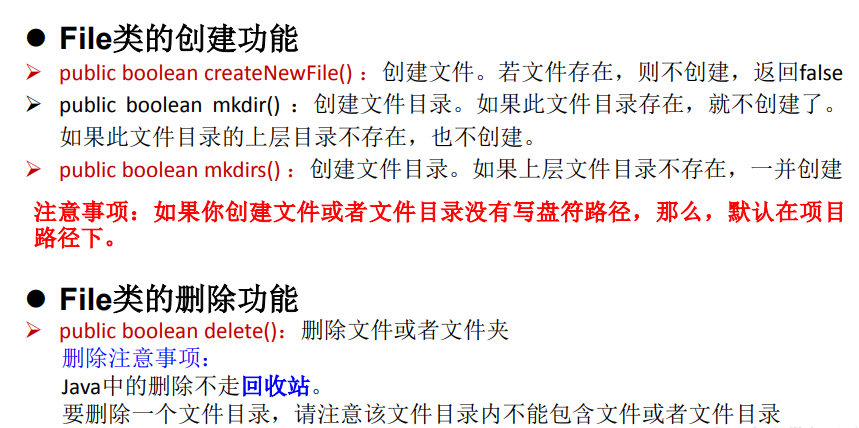 ● File类的创建功能
➢ public boolean createNewFile() ：创建文件。若文件存在，则不创建，返回false
➢ public boolean mkdir() ：创建文件目录。如果此文件目录存在，就不创建了。
如果此文件目录的上层目录不存在，也不创建。
➢ public boolean mkdirs() ：创建文件目录。如果上层文件目录不存在，一并创建
注意事项：如果你创建文件或者文件目录没有写盘符路径，那么，默认在项目
路径下。
● File类的删除功能
➢ public boolean delete()：删除文件或者文件夹
删除注意事项：
Java中的删除不走回收站。
要删除一个文件目录，请注意该文件目录内不能包含文件或者文件目录